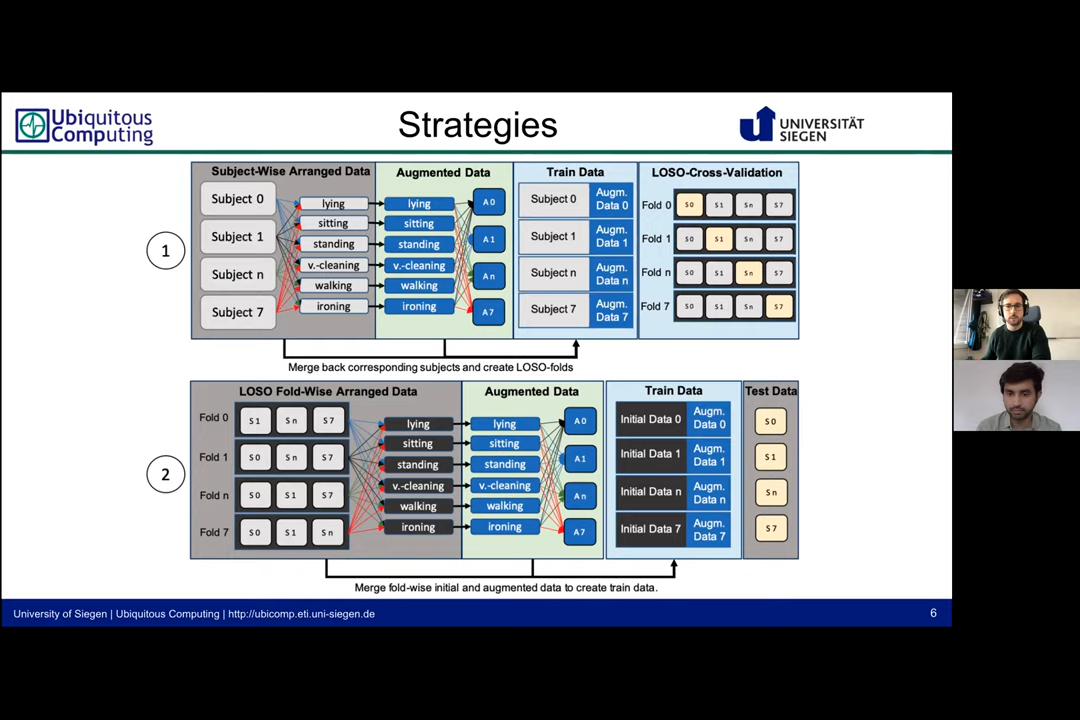 Ubiquitous
Computing
Strategies
UNIVERSITÄT
SIEGEN
1
Subject-Wise Arranged Data
Subject 0
Subject 1
Subject n
Subject 7
lying
sitting
standing
v.-cleaning
walking
ironing
Augmented Data
lying
sitting
standing
v.-cleaning
walking
ironing
A 0
A 1
A n
A 7
Train Data
Subject 0
Augm.
Data 0
Subject 1
Augm.
Data 1
Subject n
Augm.
Data n
Subject 7
Augm.
Data 7
LOSO-Cross-Validation
Fold 0 S0 S1 Sn S7
Fold 1 S0 S1 Sn S7
Fold n S0 S1 Sn S7
Fold 7 S0 S1 Sn S7
Merge back corresponding subjects and create LOSO-folds
2
LOSO Fold-Wise Arranged Data
Fold 0 S1 Sn S7
Fold 1 S0 Sn S7
Fold n S0 S1 S7
Fold 7 S0 S1 Sn
lying
sitting
standing
v.-cleaning
walking
ironing
Augmented Data
lying
sitting
standing
v.-cleaning
walking
ironing
A 0
A 1
A n
A 7
Train Data
Initial Data 0
Augm.
Data 0
Initial Data 1
Augm.
Data 1
Initial Data n
Augm.
Data n
Initial Data 7
Augm.
Data 7
Test Data
S0
S1
Sn
S7
Merge fold-wise initial and augmented data to create train data.
University of Siegen | Ubiquitous Computing | http://ubicomp.eti.uni-siegen.de
6